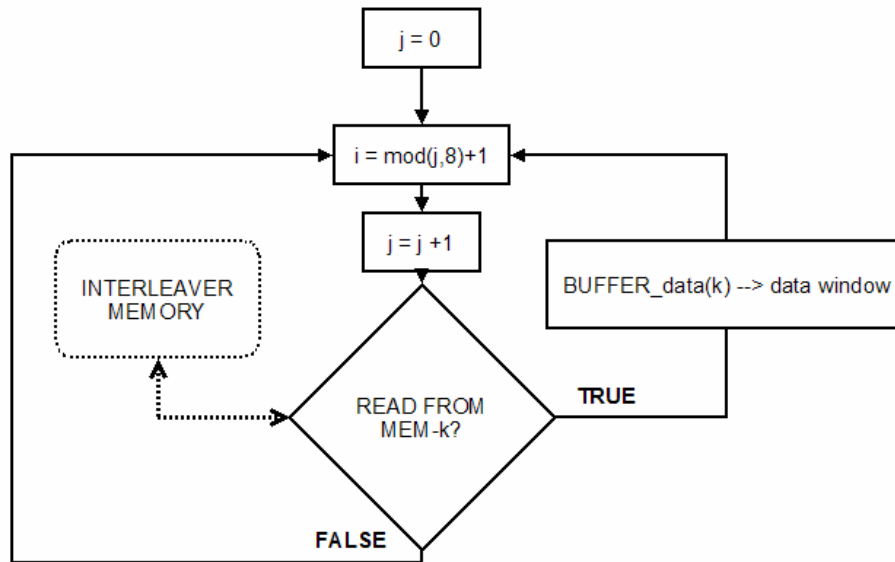 j = 0
i = mod(j,8)+1
j = j +1
INTERLEAVER
MEMORY
BUFFER_data(k) --> data window
READ FROM
MEM-k?
TRUE
FALSE